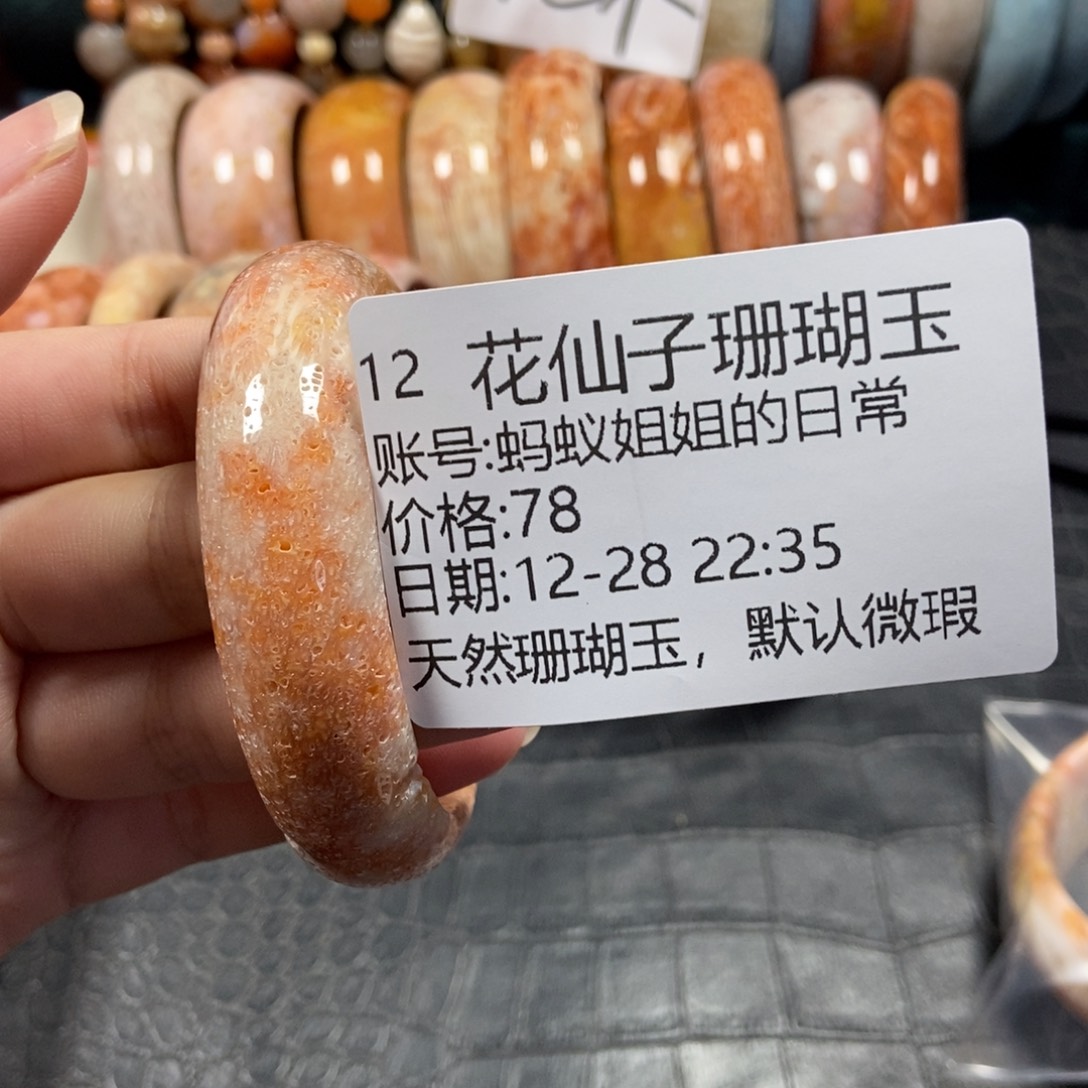 12 花仙子珊瑚玉
账号:蚂蚁姐姐的日常
价格:78
日期:12-28 22:35
天然珊瑚玉，默认微瑕